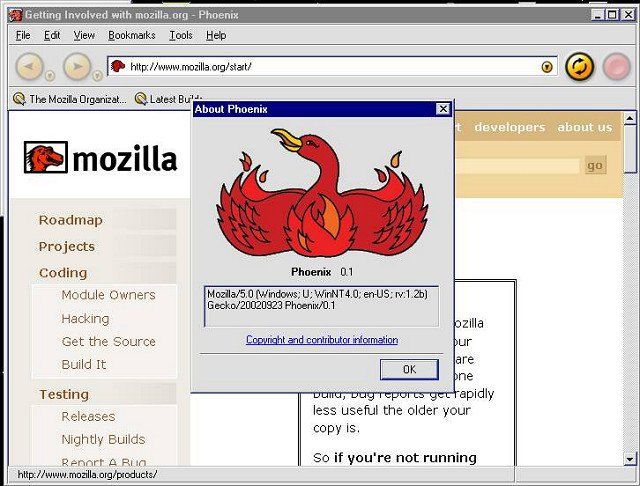 Getting Involved with mozilla.org - Phoenix
File Edit View Bookmarks Tools Help
http://www.mozilla.org/start/
The Mozilla Organizat... Latest Build
About Phoenix
rt developers about us
go
mozilla
Roadmap
Projects
Coding
Module Owners
Hacking
Get the Source
Build It
Testing
Releases
Nightly Builds
Report A Bug
Phoenix 0.1
Mozilla/5.0 (Windows; U; WinNT4.0; en-US; rv:1.2b)
Gecko/20020923 Phoenix/0.1
Copyright and contributor information
OK
ozilla
our
are
one
build, bug reports get rapidly
less useful the older your
copy is.
So if you're not running
http://www.mozilla.org/products/